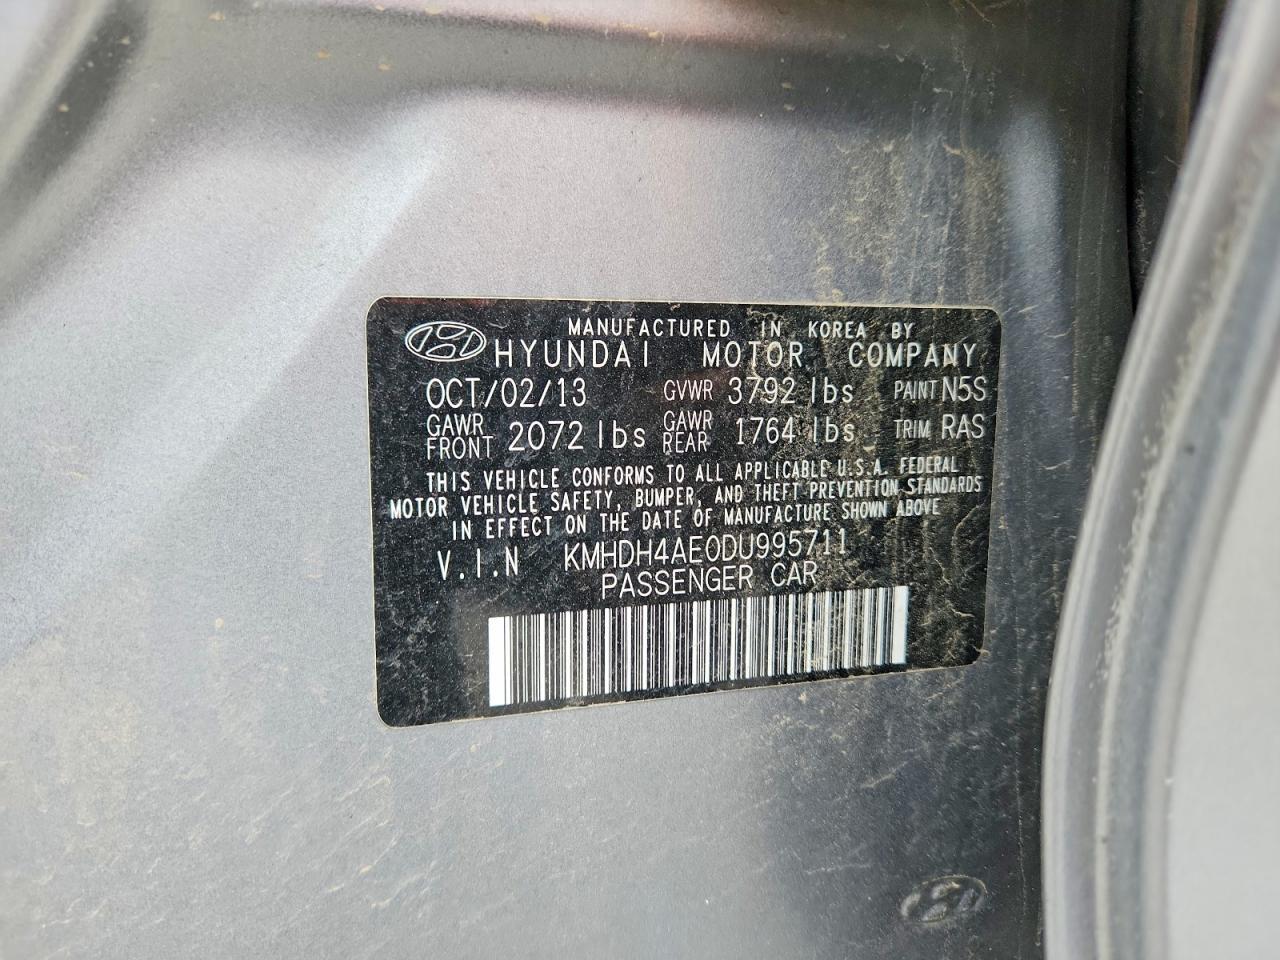 MANUFACTURED IN KOREA BY
HYUNDAI MOTOR COMPANY
OCT/02/13 GVWR 3792 lbs PAINT N5S
GAWR FRONT 2072 lbs GAWR REAR 1764 lbs TRIM RAS
THIS VEHICLE CONFORMS TO ALL APPLICABLE U.S.A. FEDERAL
MOTOR VEHICLE SAFETY, BUMPER, AND THEFT PREVENTION STANDARDS
IN EFFECT ON THE DATE OF MANUFACTURE SHOWN ABOVE
V.I.N KMHDH4AE0DU995711
PASSENGER CAR